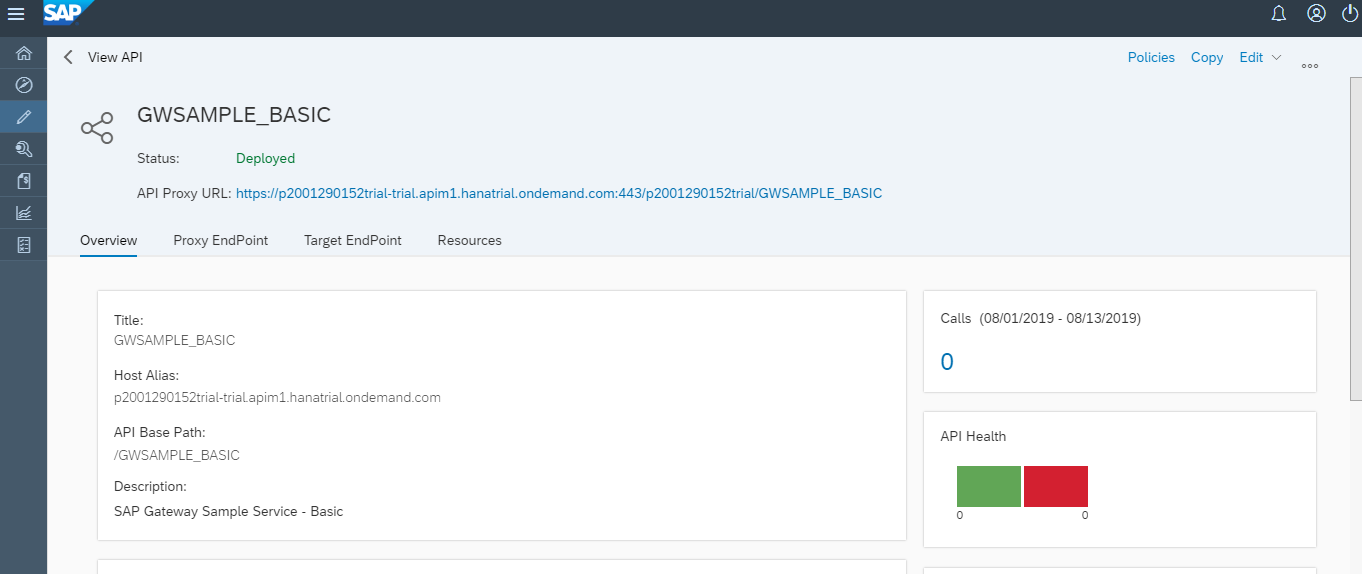 SAP
View API
Policies Copy Edit
GWSAMPLE_BASIC
Status: Deployed
API Proxy URL: https://p2001290152trial-trial.apim1.hanatrial.ondemand.com:443/p2001290152trial/GWSAMPLE_BASIC
Overview Proxy EndPoint Target EndPoint Resources
Title:
GWSAMPLE_BASIC
Host Alias:
p2001290152trial-trial.apim1.hanatrial.ondemand.com
API Base Path:
/GWSAMPLE_BASIC
Description:
SAP Gateway Sample Service - Basic
Calls (08/01/2019 - 08/13/2019)
0
API Health
0 0